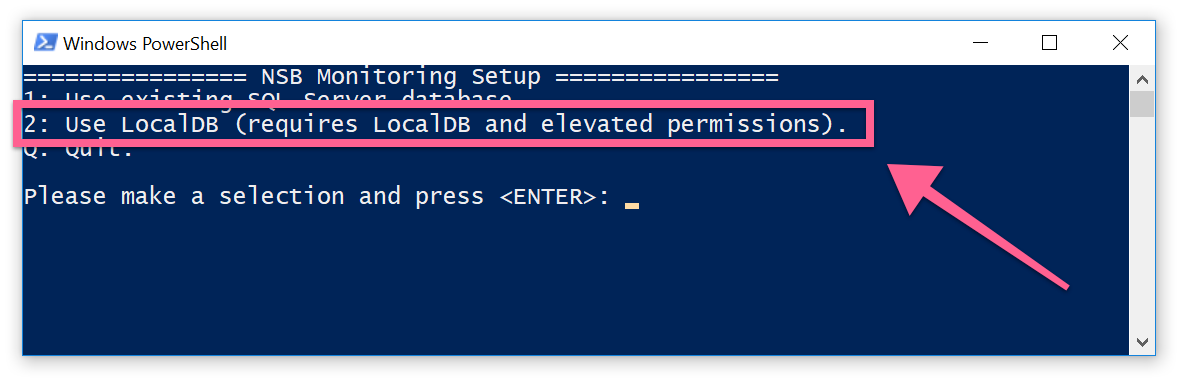 Windows PowerShell
================ NSB Monitoring Setup ================
1: Use existing SQL Server database
2: Use LocalDB (requires LocalDB and elevated permissions).
Q: Quit.
Please make a selection and press <ENTER>: